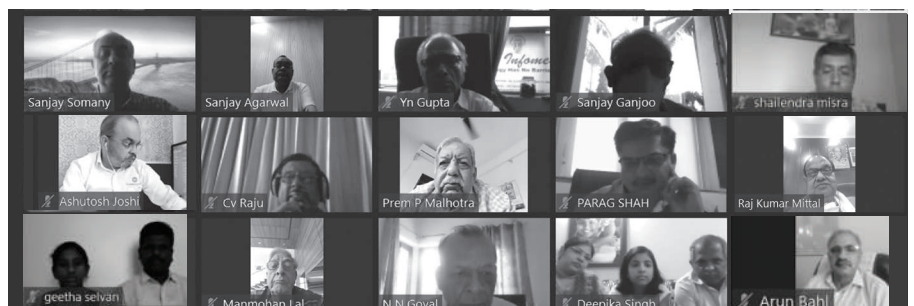 Sanjay Somany
Sanjay Agarwal
Yn Gupta
Infome
Sanjay Ganjoo
shailendra misra
Ashutosh Joshi
Cv Raju
Prem P Malhotra
PARAG SHAH
Raj Kumar Mittal
geetha selvan
Manmohan Lal
N N Goyal
Deepika Singh
Arun Bahl